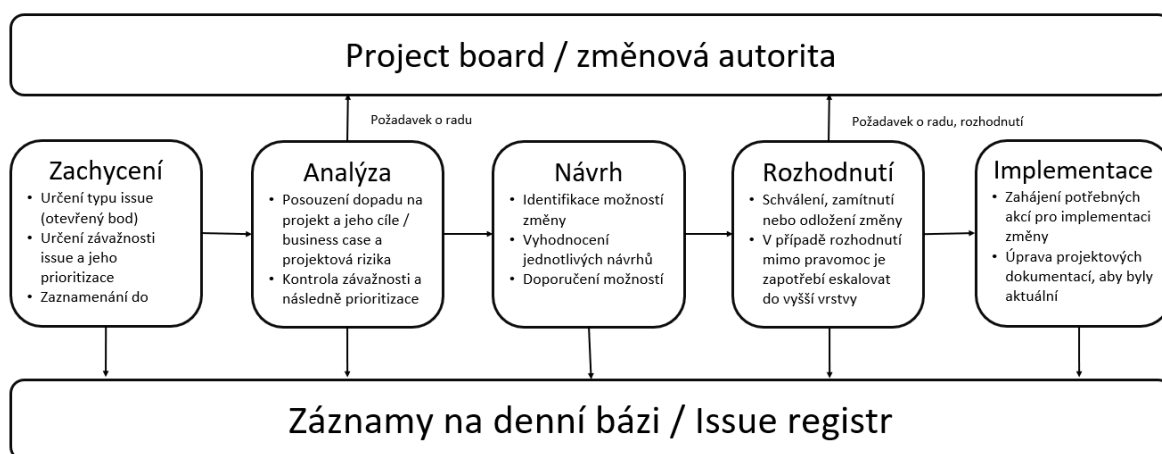 Project board / změnová autorita
Požadavek o radu
Požadavek o radu, rozhodnutí
Zachycení
• Určení typu issue
(otevřený bod)
• Určení závažnosti
issue a jeho
prioritizace
• Zaznamenání do
Analýza
• Posouzení dopadu na
projekt a jeho cíle /
business case a
projektová rizika
• Kontrola závažnosti a
následně prioritizace
Návrh
• Identifikace možností
změny
• Vyhodnocení
jednotlivých návrhů
• Doporučení možností
Rozhodnutí
• Schválení, zamítnutí
nebo odložení změny
• V případě rozhodnutí
mimo pravomoc je
zapotřebí eskalovat
do vyšší vrstvy
Implementace
• Zahájení potřebných
akcí pro implementaci
změny
• Úprava projektových
dokumentací, aby byly
aktuální
Záznamy na denní bázi / Issue registr